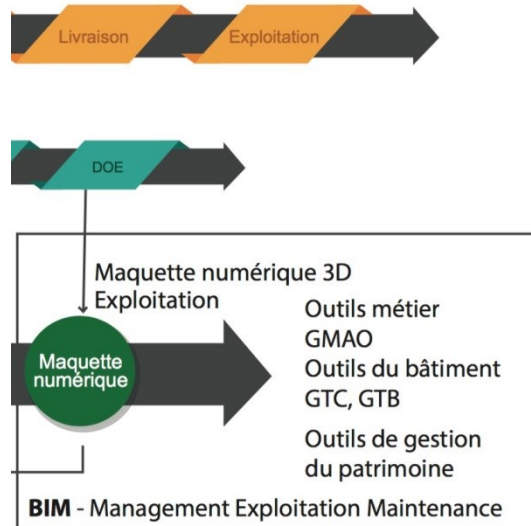 Livraison
Exploitation
DOE
Maquette numérique 3D
Exploitation
Maquette
numérique
Outils métier
GMAO
Outils du bâtiment
GTC, GTB
Outils de gestion
du patrimoine
BIM - Management Exploitation Maintenance